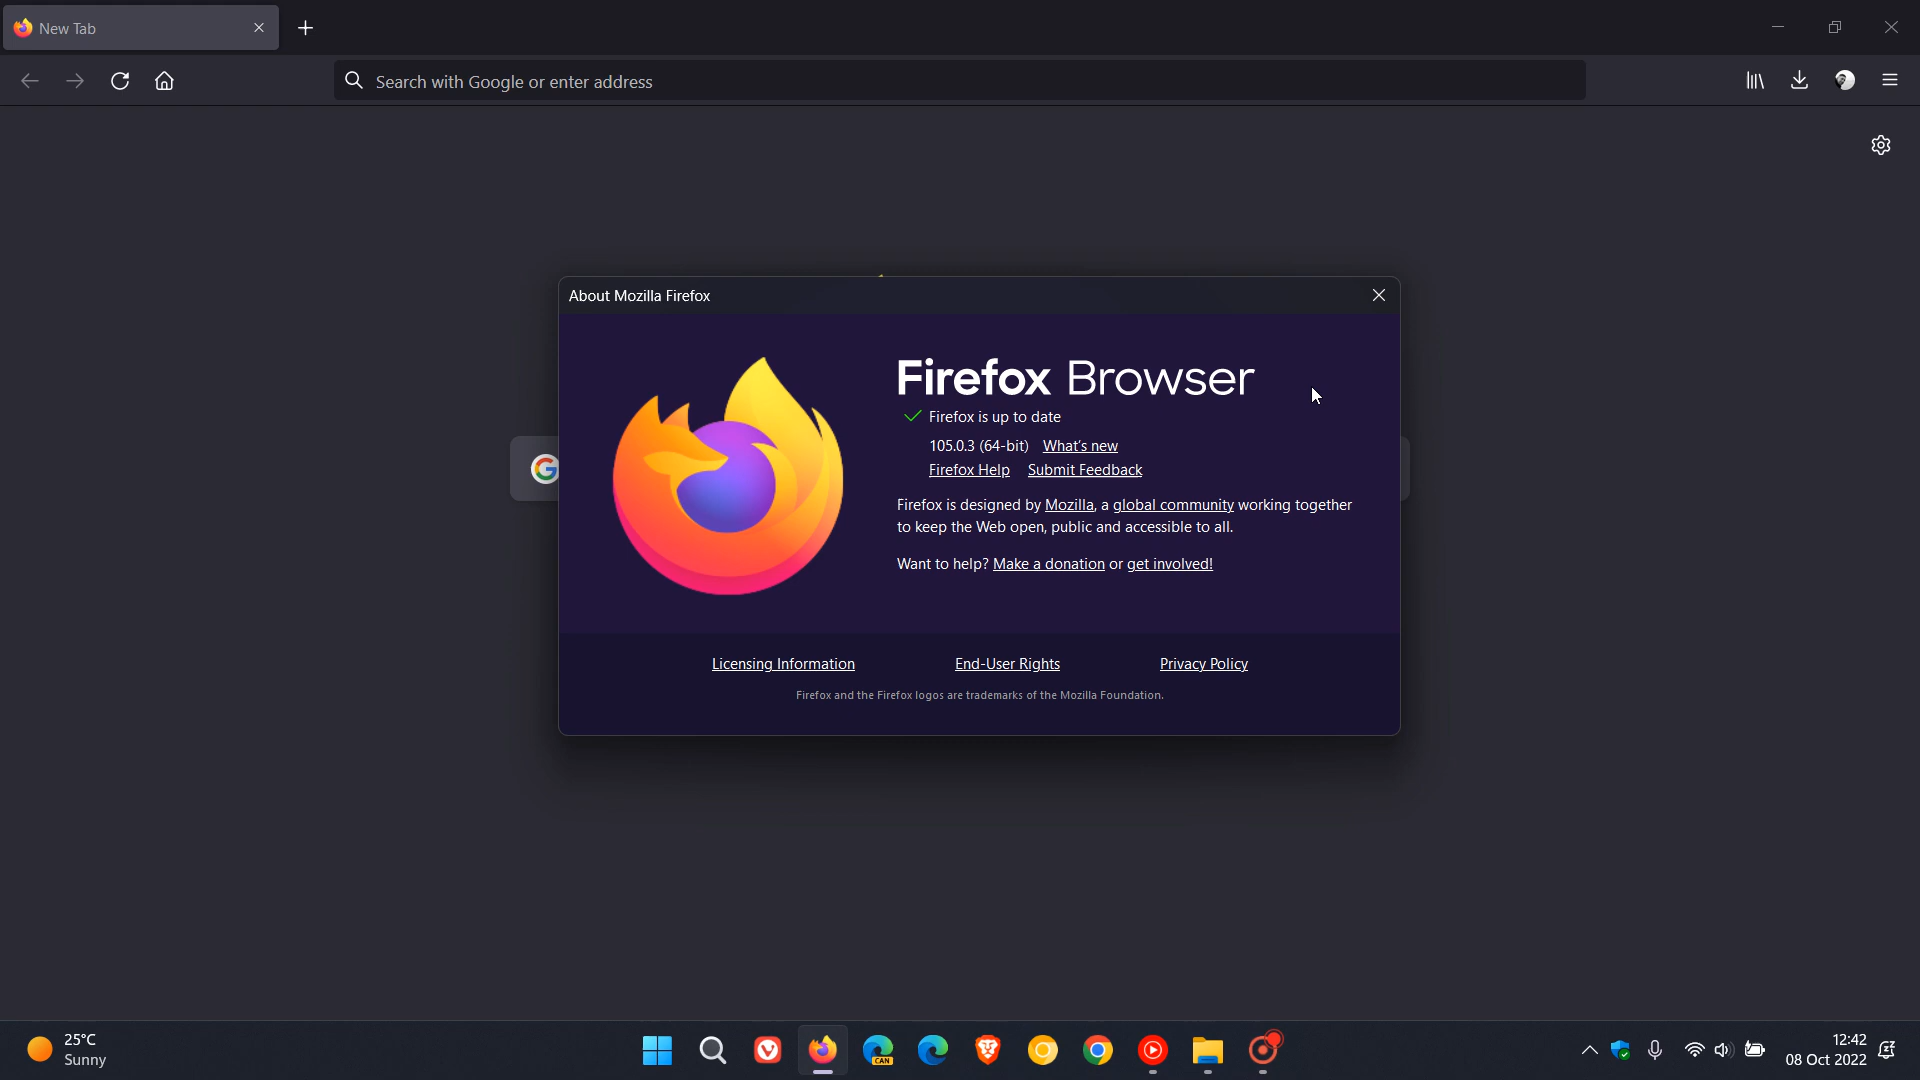 New Tab
Search with Google or enter address
About Mozilla Firefox
Firefox Browser
Firefox is up to date
105.0.3 (64-bit) What's new
Firefox Help Submit Feedback
Firefox is designed by Mozilla, a global community working together
to keep the Web open, public and accessible to all.
Want to help? Make a donation or get involved!
Licensing Information End-User Rights Privacy Policy
Firefox and the Firefox logos are trademarks of the Mozilla Foundation.
25°C
Sunny
CAN
12:42
08 Oct 2022